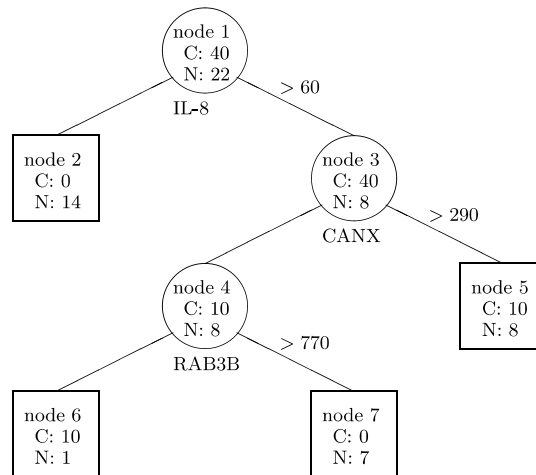 node 1
C: 40
N: 22
> 60
IL-8
node 2
C: 0
N: 14
node 3
C: 40
N: 8
> 290
CANX
node 4
C: 10
N: 8
node 5
C: 10
N: 8
> 770
RAB3B
node 6
C: 10
N: 1
node 7
C: 0
N: 7